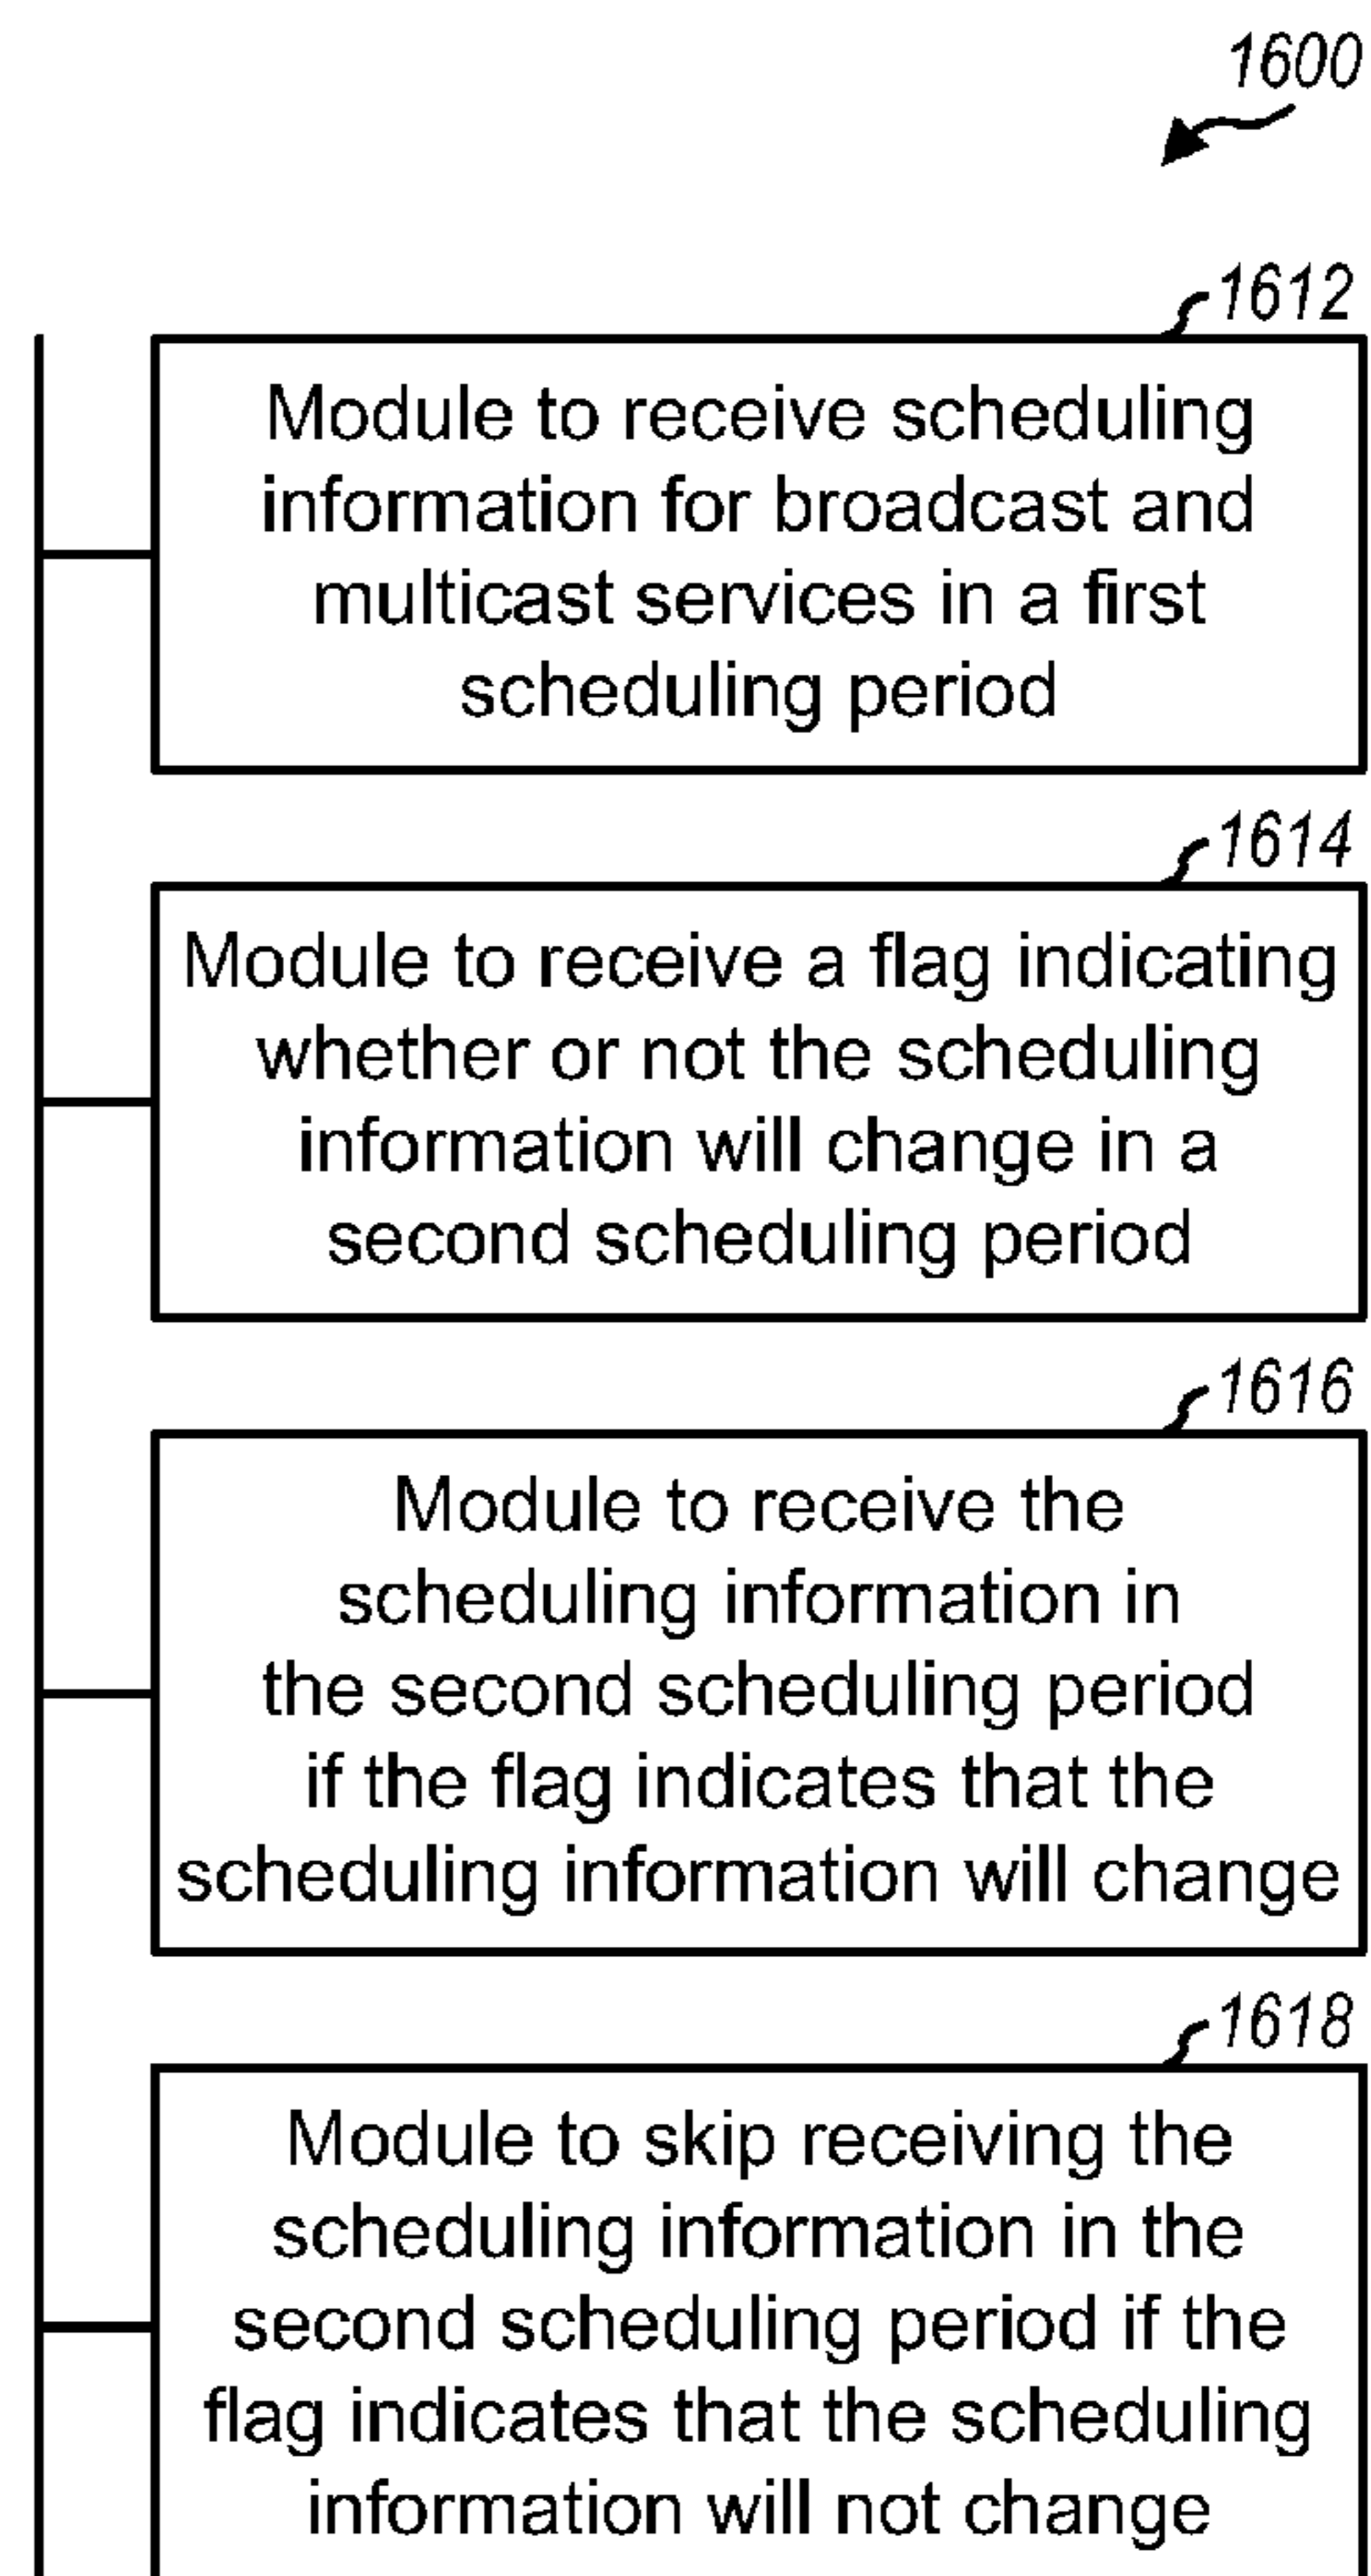 1600
1612
Module to receive scheduling
information for broadcast and
multicast services in a first
scheduling period
1614
Module to receive a flag indicating
whether or not the scheduling
information will change in a
second scheduling period
1616
Module to receive the
scheduling information in
the second scheduling period
if the flag indicates that the
scheduling information will change
1618
Module to skip receiving the
scheduling information in the
second scheduling period if the
flag indicates that the scheduling
information will not change